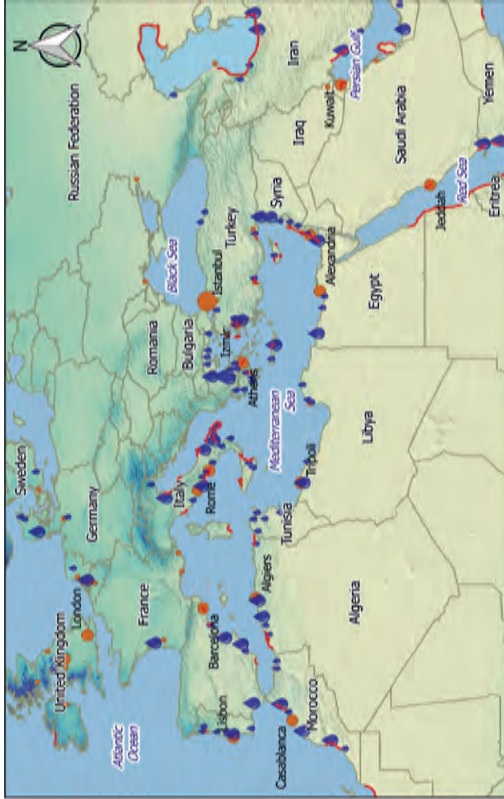 N
Russian Federation
Sweden
United Kingdom
London
Germany
Atlantic
Ocean
France
Romania
Bulgaria
Black Sea
Italy
Rome
Istanbul
Turkey
Izmir
Athens
Barcelona
Lisbon
Mediterranean
Sea
Syria
Iraq
Iran
Kuwait
Persian Gulf
Algiers
Tunisia
Tripoli
Alexandria
Casablanca
Morocco
Algeria
Libya
Egypt
Saudi Arabia
Jeddah
Red Sea
Eritrea
Yemen